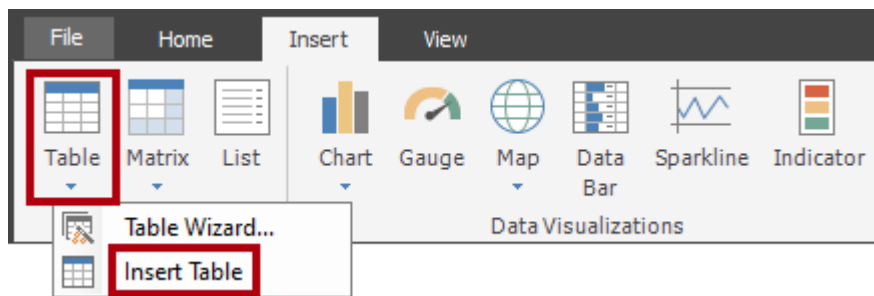 File Home Insert View
Table Matrix List Chart Gauge Map Data Bar Sparkline Indicator
Data Visualizations
Table Wizard...
Insert Table